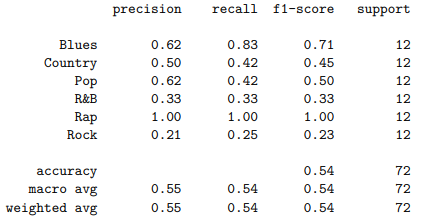 precision recall f1-score support
Blues 0.62 0.83 0.71 12
Country 0.50 0.42 0.45 12
Pop 0.62 0.42 0.50 12
R&B 0.33 0.33 0.33 12
Rap 1.00 1.00 1.00 12
Rock 0.21 0.25 0.23 12
accuracy 0.54 72
macro avg 0.55 0.54 0.54 72
weighted avg 0.55 0.54 0.54 72